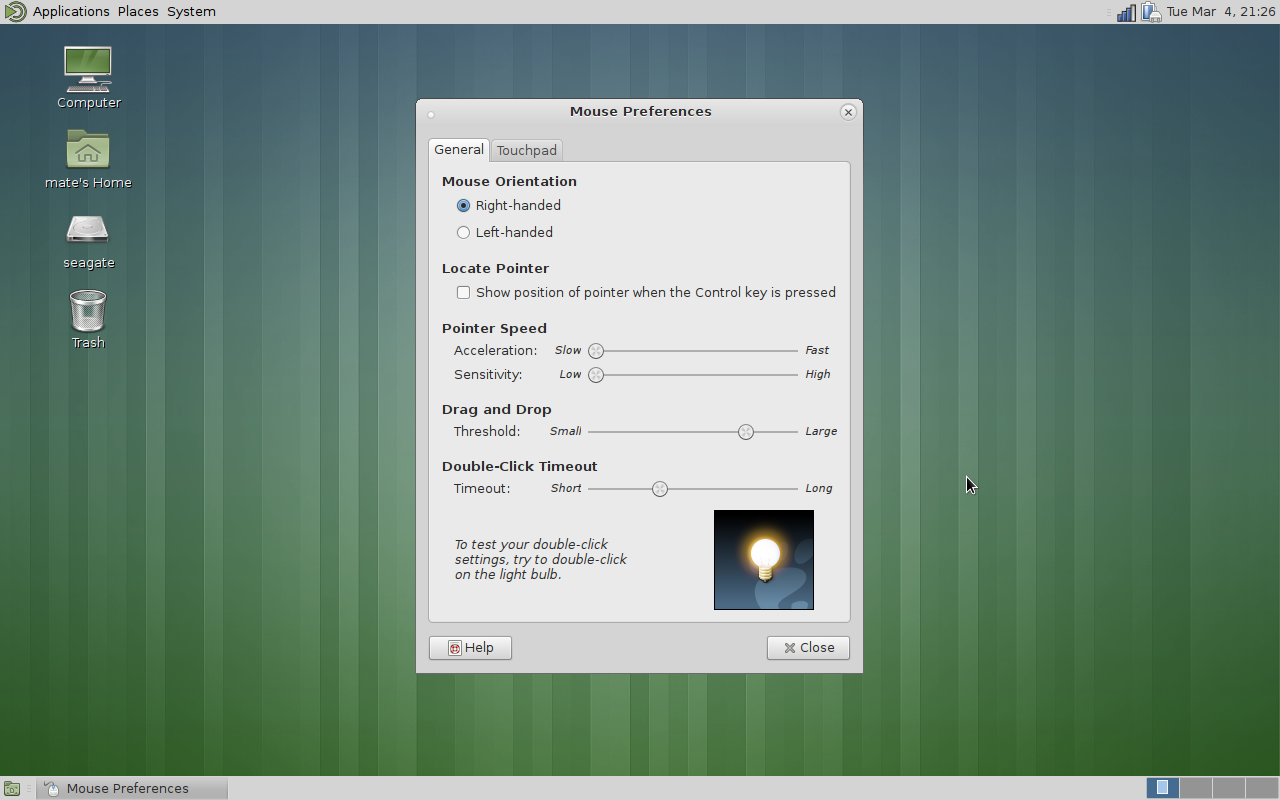 Applications Places System
Tue Mar  4, 21:26
Computer
mate's Home
seagate
Trash
Mouse Preferences
General Touchpad
Mouse Orientation
Right-handed
Left-handed
Locate Pointer
Show position of pointer when the Control key is pressed
Pointer Speed
Acceleration: Slow Fast
Sensitivity: Low High
Drag and Drop
Threshold: Small Large
Double-Click Timeout
Timeout: Short Long
To test your double-click
settings, try to double-click
on the light bulb.
Help Close
Mouse Preferences